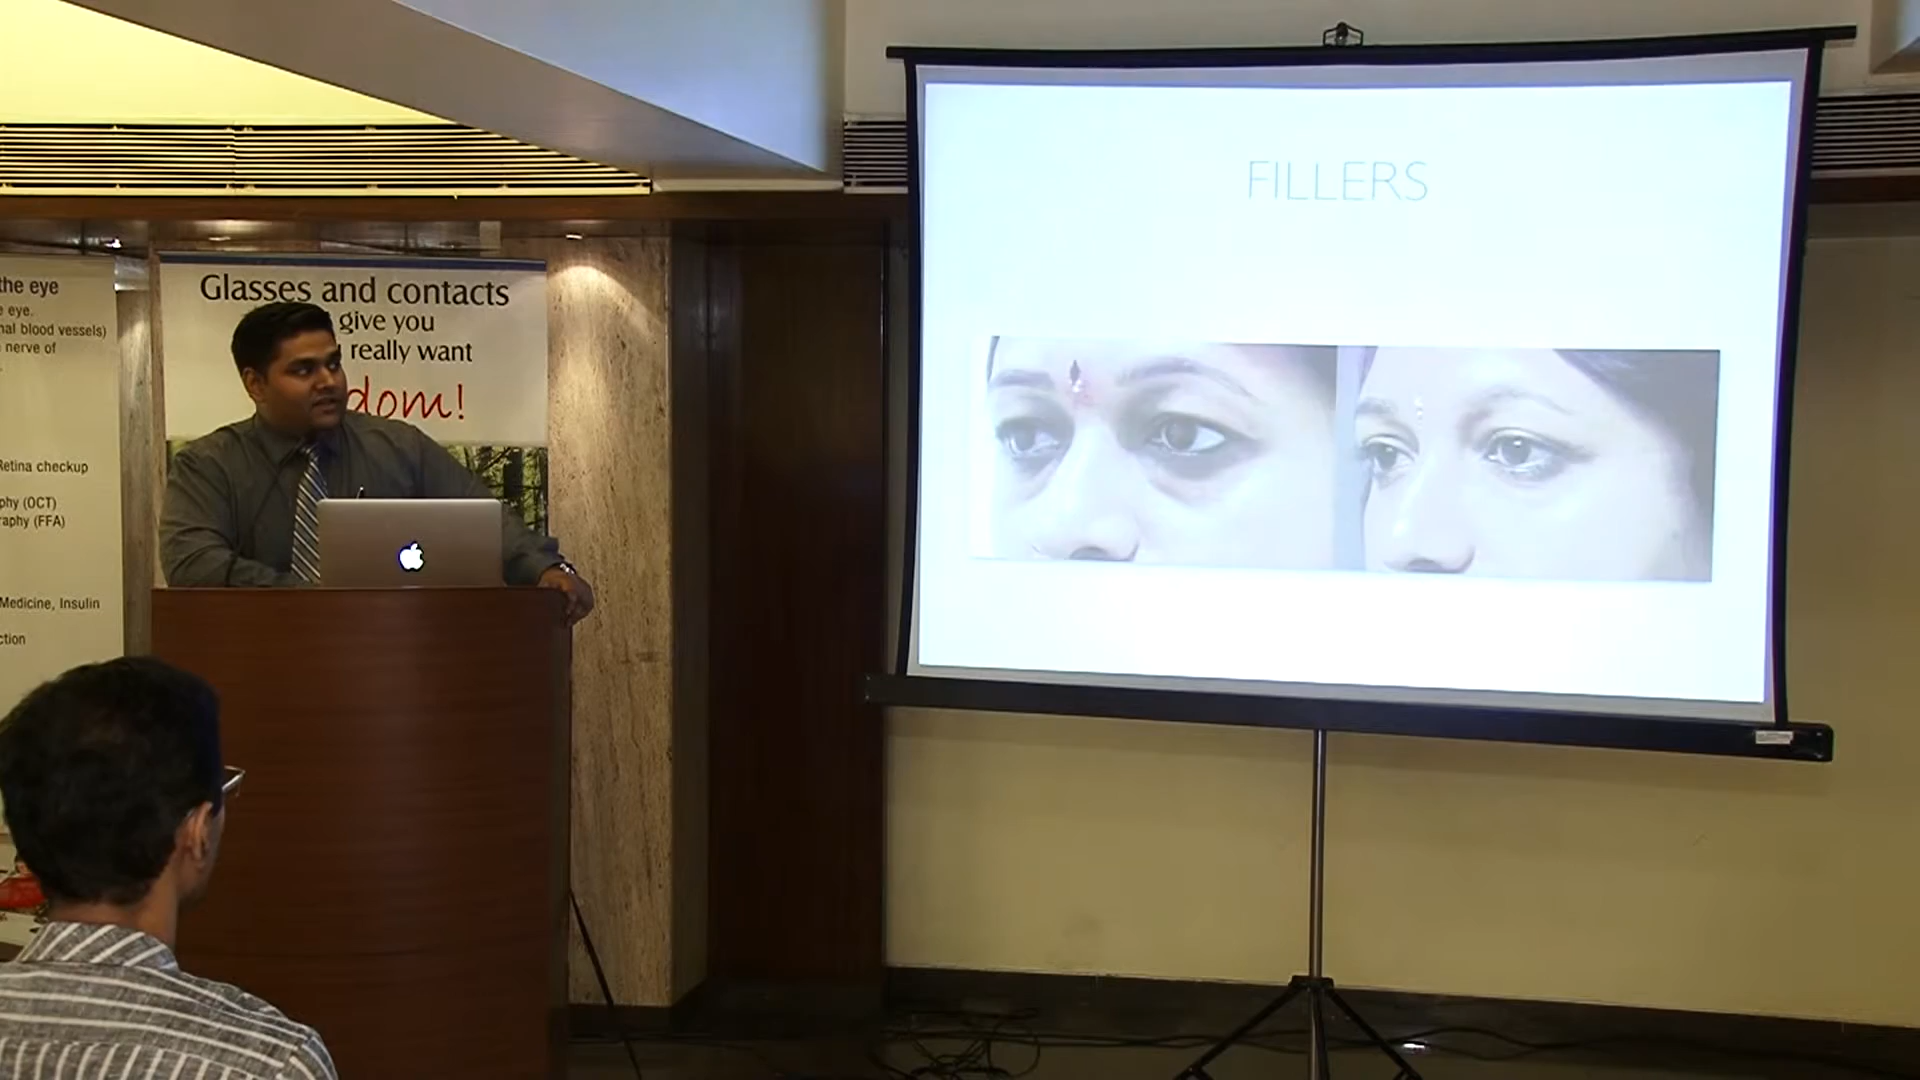 the eye
e eye.
nal blood vessels)
nerve of
Retina checkup
phy (OCT)
raphy (FFA)
Medicine, Insulin
ction
Glasses and contacts
give you
really want
dom!
FILLERS